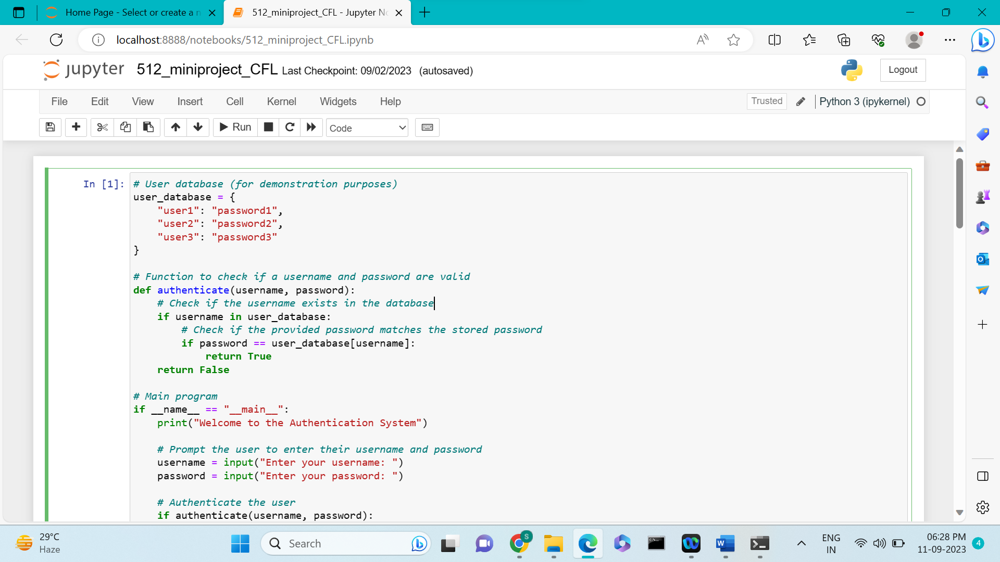 Home Page - Select or create a n
512_miniproject_CFL - Jupyter No
localhost:8888/notebooks/512_miniproject_CFL.ipynb
jupyter 512_miniproject_CFL Last Checkpoint: 09/02/2023 (autosaved)
Logout
File Edit View Insert Cell Kernel Widgets Help
Trusted Python 3 (ipykernel)
Run Code
In [1]: # User database (for demonstration purposes)
user_database = {
    "user1": "password1",
    "user2": "password2",
    "user3": "password3"
}
# Function to check if a username and password are valid
def authenticate(username, password):
    # Check if the username exists in the database
    if username in user_database:
        # Check if the provided password matches the stored password
        if password == user_database[username]:
            return True
    return False
# Main program
if __name__ == "__main__":
    print("Welcome to the Authentication System")
    # Prompt the user to enter their username and password
    username = input("Enter your username: ")
    password = input("Enter your password: ")
    # Authenticate the user
    if authenticate(username, password):
29°C
Haze
Search
S
ENG
IN
06:28 PM
11-09-2023
4